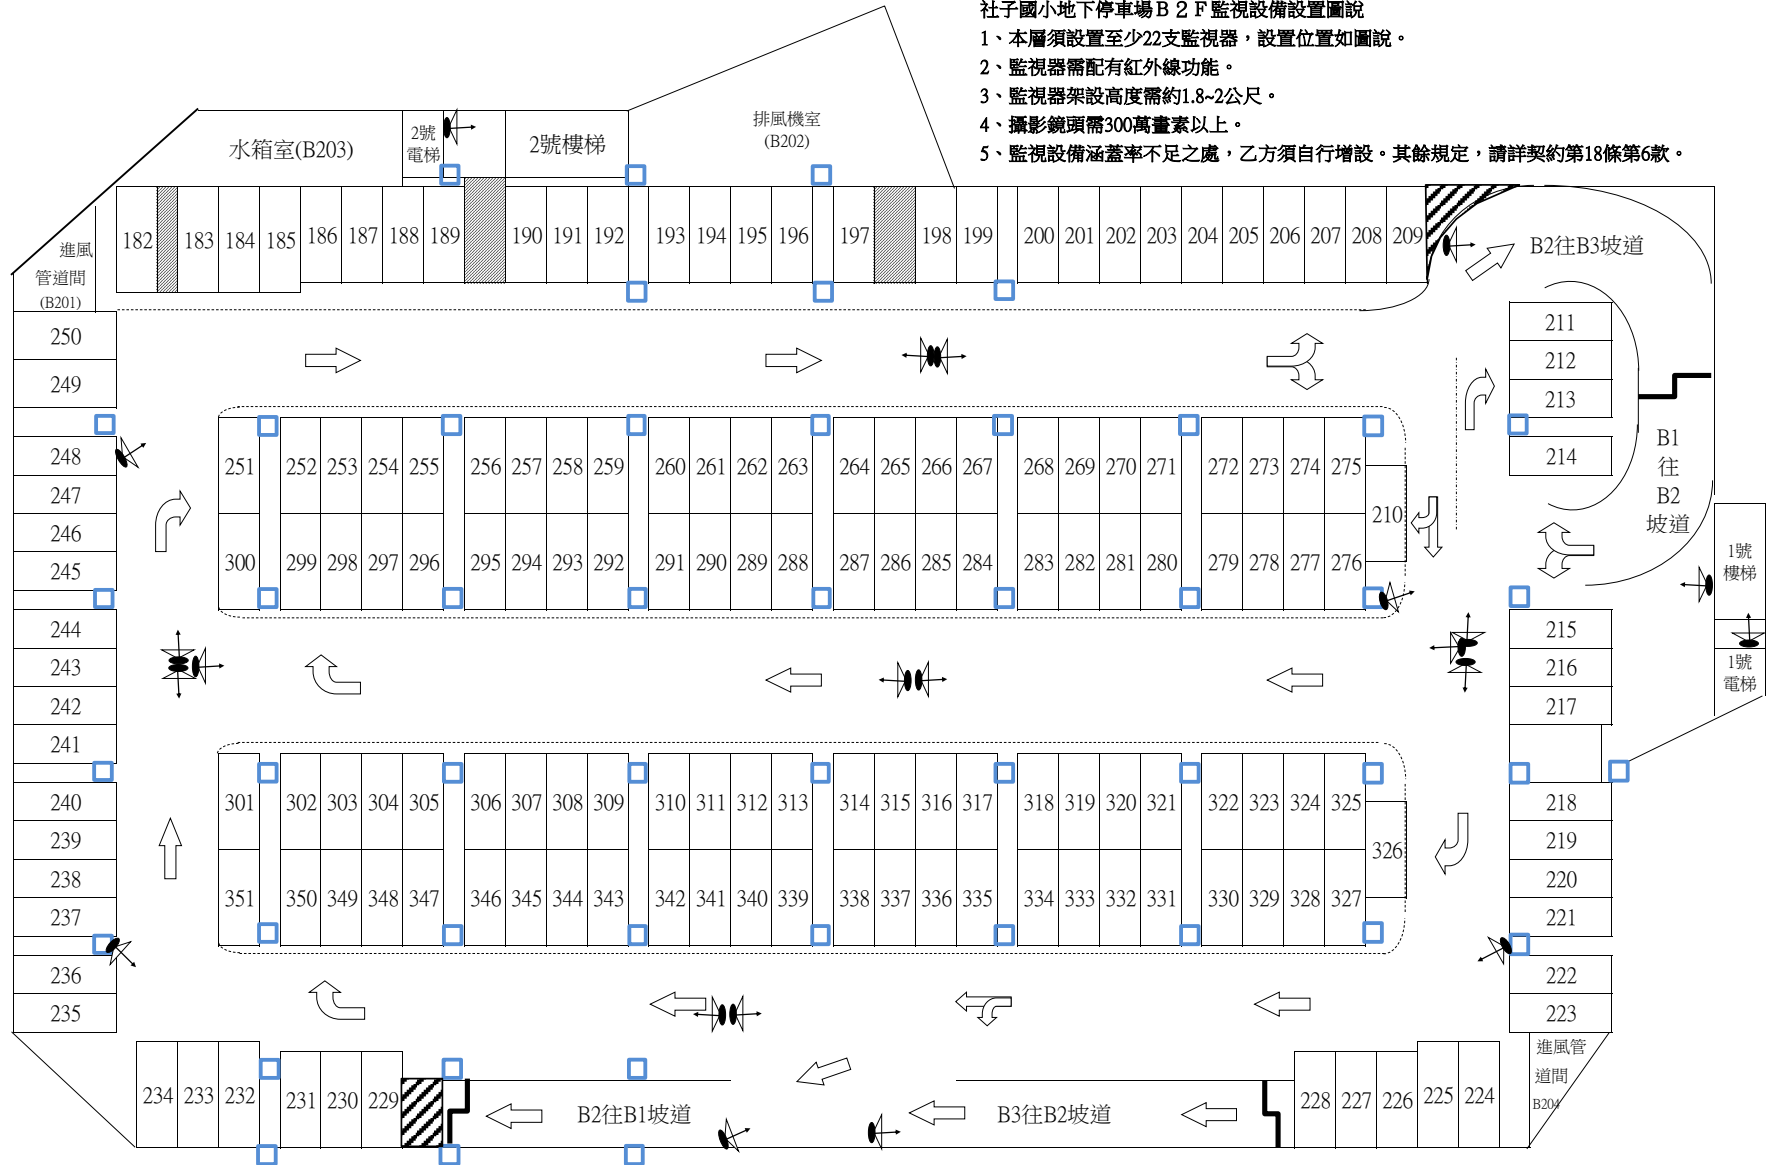 社子國小地下停車場Ｂ２Ｆ監視設備設置圖說
1、本層須設置至少22支監視器，設置位置如圖說。
2、監視器需配有紅外線功能。
3、監視器架設高度需約1.8~2公尺。
4、攝影鏡頭需300萬畫素以上。
5、監視設備涵蓋率不足之處，乙方須自行增設。其餘規定，請詳契約第18條第6款。
水箱室(B203)
2號
電梯
2號樓梯
排風機室
(B202)
進風
管道間
(B201)
182 183 184 185 186 187 188 189 190 191 192 193 194 195 196 197 198 199 200 201 202 203 204 205 206 207 208 209
B2往B3坡道
250
249
248
247
246
245
244
243
242
241
240
239
238
237
236
235
251 252 253 254 255 256 257 258 259 260 261 262 263 264 265 266 267 268 269 270 271 272 273 274 275
210
300 299 298 297 296 295 294 293 292 291 290 289 288 287 286 285 284 283 282 281 280 279 278 277 276
301 302 303 304 305 306 307 308 309 310 311 312 313 314 315 316 317 318 319 320 321 322 323 324 325
326
351 350 349 348 347 346 345 344 343 342 341 340 339 338 337 336 335 334 333 332 331 330 329 328 327
211
212
213
214
B1
往
B2
坡道
1號
樓梯
1號
電梯
215
216
217
218
219
220
221
222
223
進風管
道間
B204
234 233 232 231 230 229
B2往B1坡道
B3往B2坡道
228 227 226 225 224